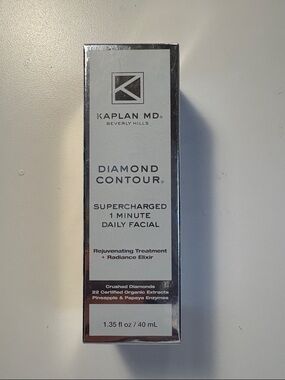 KAPLAN MD®
BEVERLY HILLS
DIAMOND
CONTOUR®
SUPERCHARGED
1 MINUTE
DAILY FACIAL
Rejuvenating Treatment
+ Radiance Elixir
Crushed Diamonds
22 Certified Organic Extracts
Pineapple & Papaya Enzymes
1.35 fl oz / 40 mL